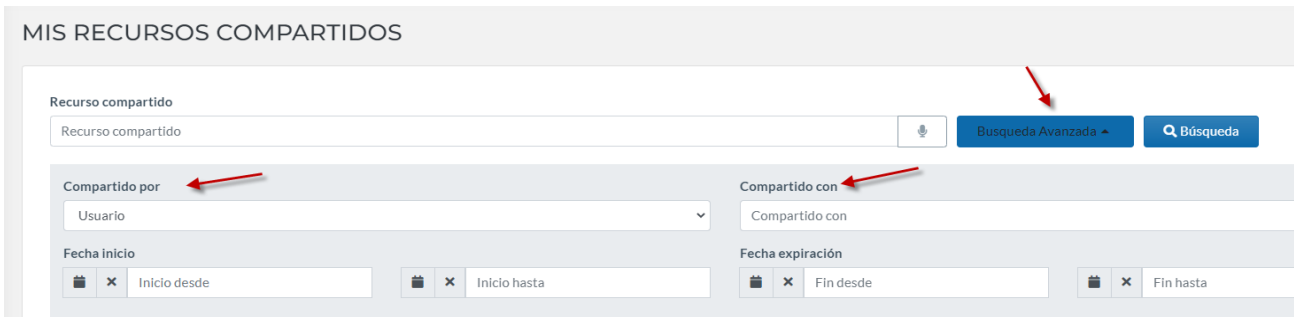 MIS RECURSOS COMPARTIDOS
Recurso compartido
Recurso compartido
Busqueda Avanzada
Búsqueda
Compartido por
Compartido con
Usuario
Compartido con
Fecha inicio
Fecha expiración
Inicio desde
Inicio hasta
Fin desde
Fin hasta